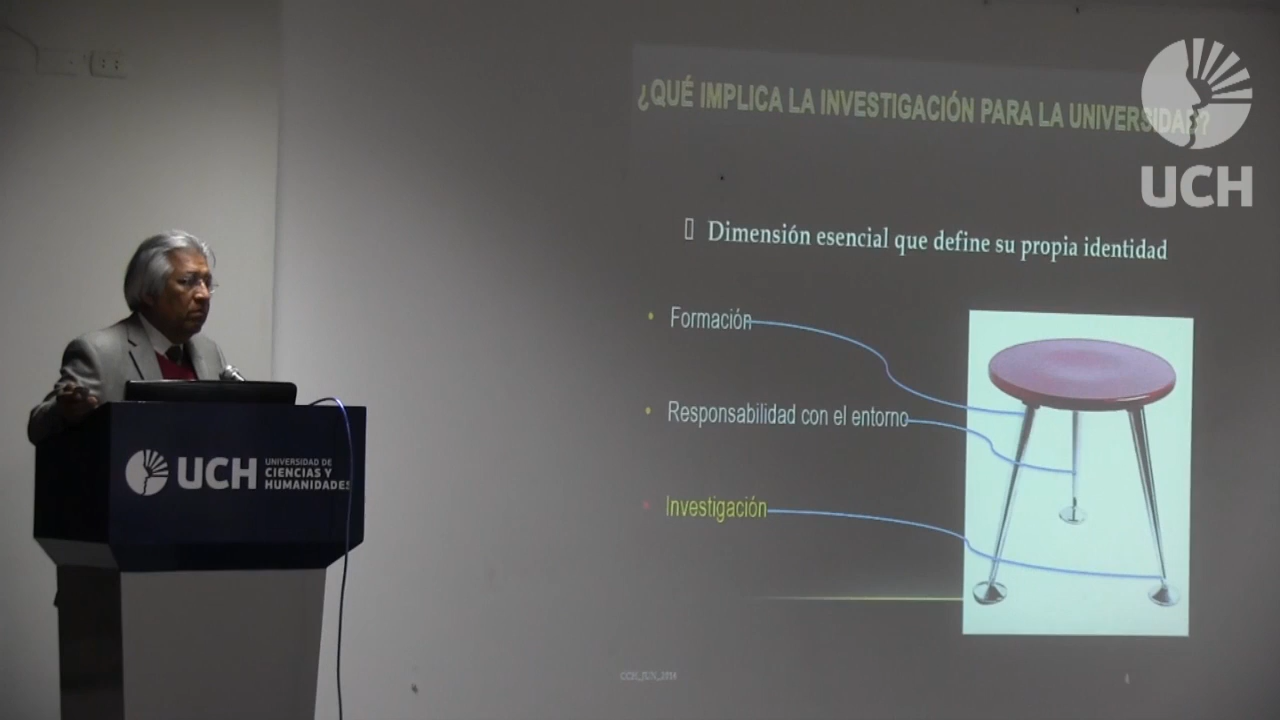 ¿QUÉ IMPLICA LA INVESTIGACIÓN PARA LA UNIVERSIDAD?
UCH
Dimensión esencial que define su propia identidad
• Formación
• Responsabilidad con el entorno
• Investigación
UCH
UNIVERSIDAD DE
CIENCIAS Y
HUMANIDADES